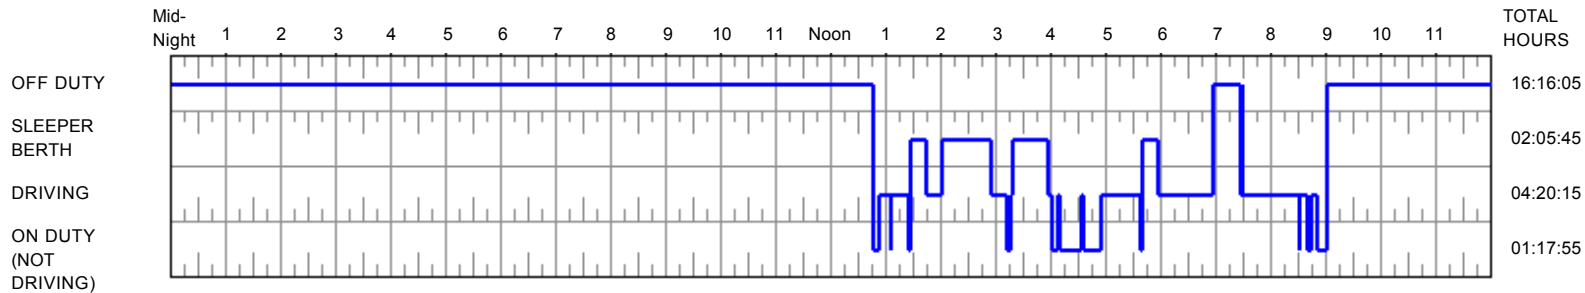 Mid-
Night 1 2 3 4 5 6 7 8 9 10 11 Noon 1 2 3 4 5 6 7 8 9 10 11
TOTAL
HOURS
OFF DUTY 16:16:05
SLEEPER
BERTH 02:05:45
DRIVING 04:20:15
ON DUTY
(NOT
DRIVING) 01:17:55